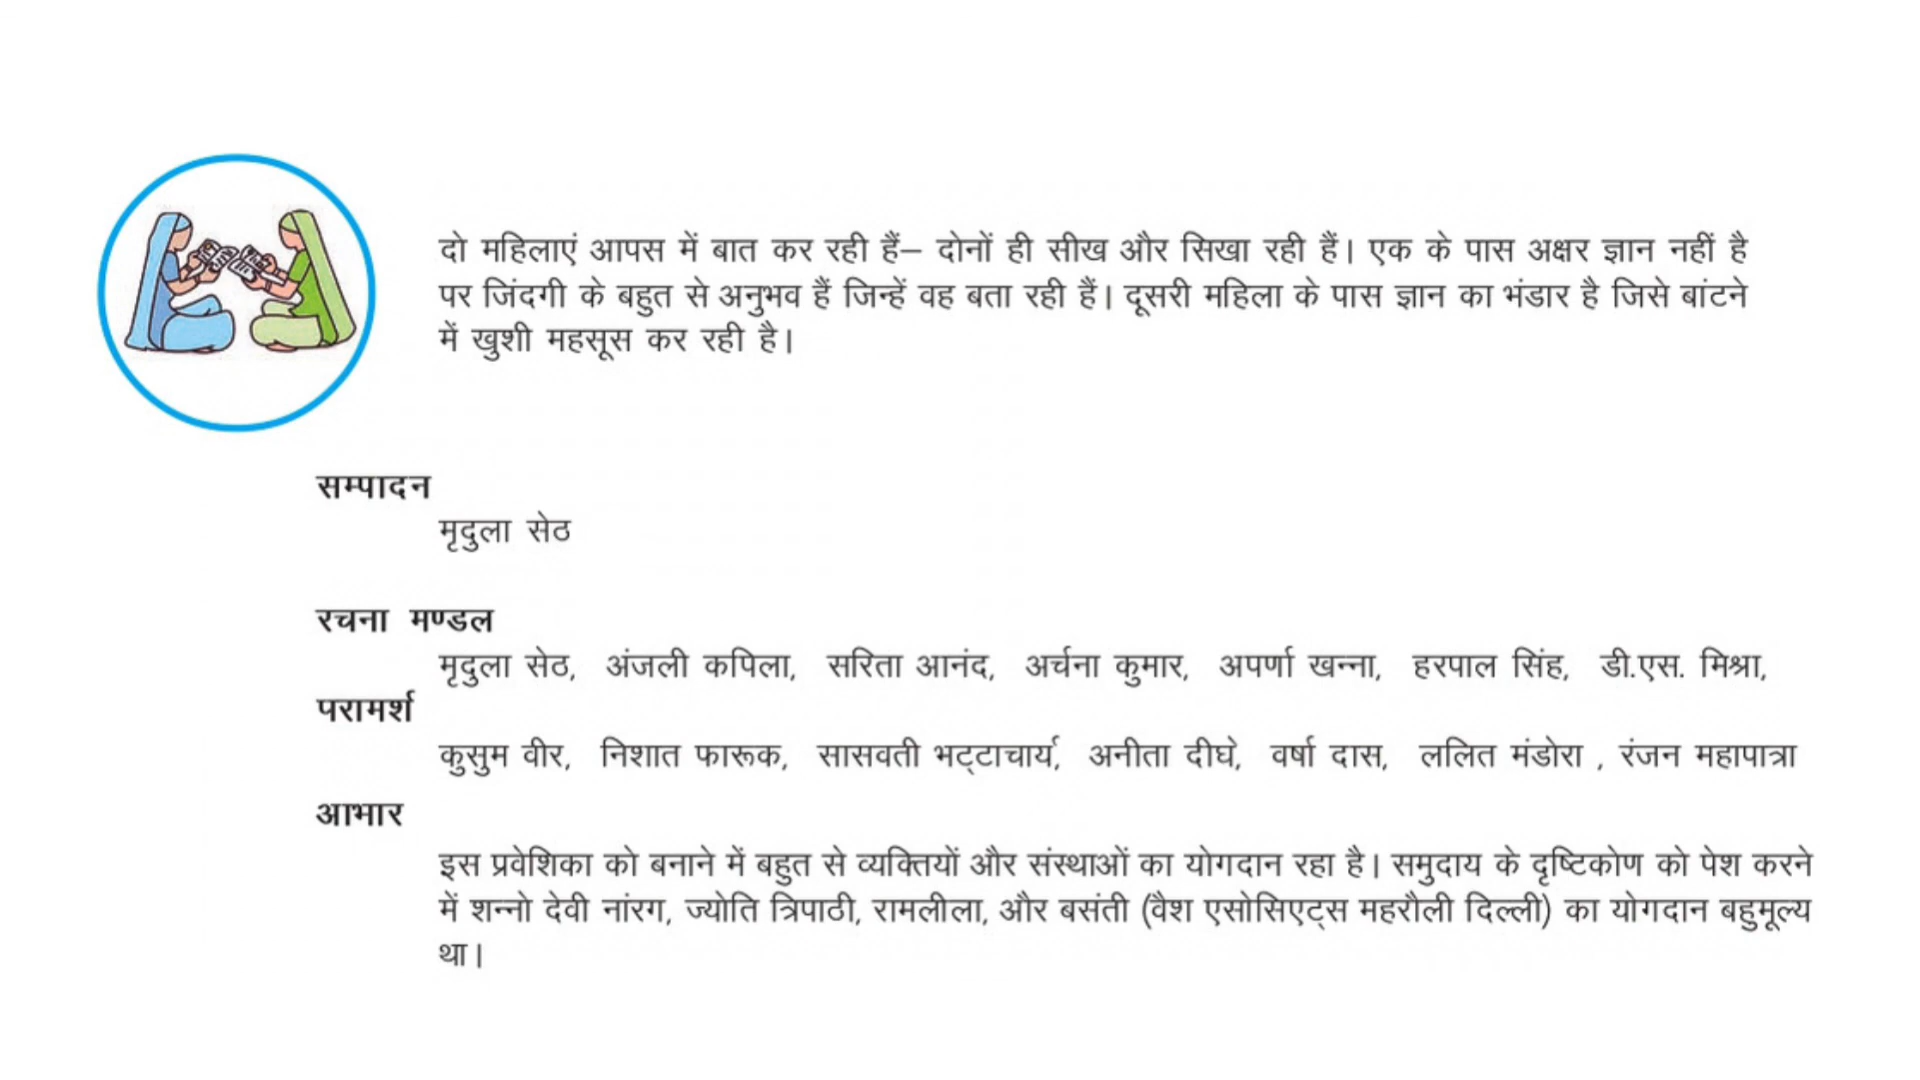 दो महिलाएं आपस में बात कर रही हैं– दोनों ही सीख और सिखा रही हैं। एक के पास अक्षर ज्ञान नहीं है
पर जिंदगी के बहुत से अनुभव हैं जिन्हें वह बता रही हैं। दूसरी महिला के पास ज्ञान का भंडार है जिसे बांटने
में खुशी महसूस कर रही है।
सम्पादन
मृदुला सेठ
रचना मण्डल
मृदुला सेठ, अंजली कपिला, सरिता आनंद, अर्चना कुमार, अपर्णा खन्ना, हरपाल सिंह, डी.एस. मिश्रा,
परामर्श
कुसुम वीर, निशात फारूक, सासवती भट्टाचार्य, अनीता दीघे, वर्षा दास, ललित मंडोरा , रंजन महापात्रा
आभार
इस प्रवेशिका को बनाने में बहुत से व्यक्तियों और संस्थाओं का योगदान रहा है। समुदाय के दृष्टिकोण को पेश करने
में शन्नो देवी नांरग, ज्योति त्रिपाठी, रामलीला, और बसंती (वैश एसोसिएट्स महरौली दिल्ली) का योगदान बहुमूल्य
था।